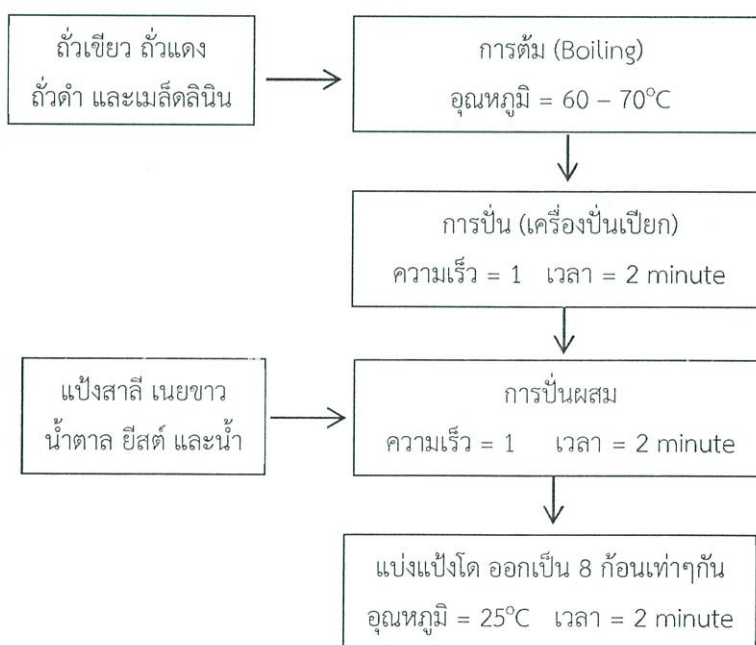 ถั่วเขียว ถั่วแดง
ถั่วดำ และเมล็ดลินิน
การต้ม (Boiling)
อุณหภูมิ = 60 – 70°C
การปั่น (เครื่องปั่นเปียก)
ความเร็ว = 1 เวลา = 2 minute
แป้งสาลี เนยขาว
น้ำตาล ยีสต์ และน้ำ
การปั่นผสม
ความเร็ว = 1 เวลา = 2 minute
แบ่งแป้งโด ออกเป็น 8 ก้อนเท่าๆกัน
อุณหภูมิ = 25°C เวลา = 2 minute